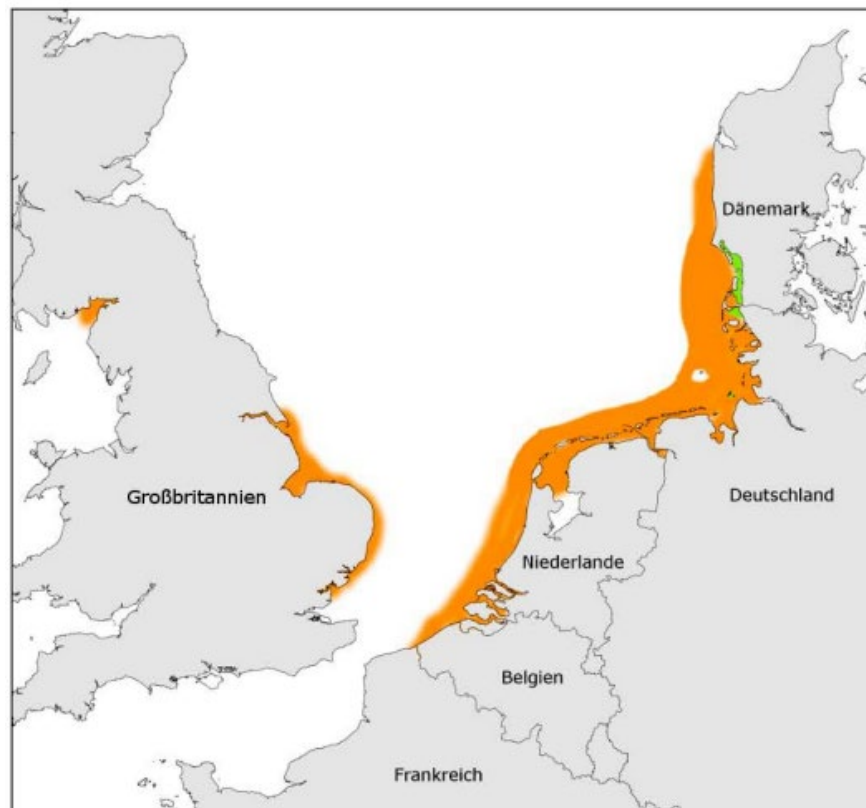 Dänemark
Großbritannien
Deutschland
Niederlande
Belgien
Frankreich